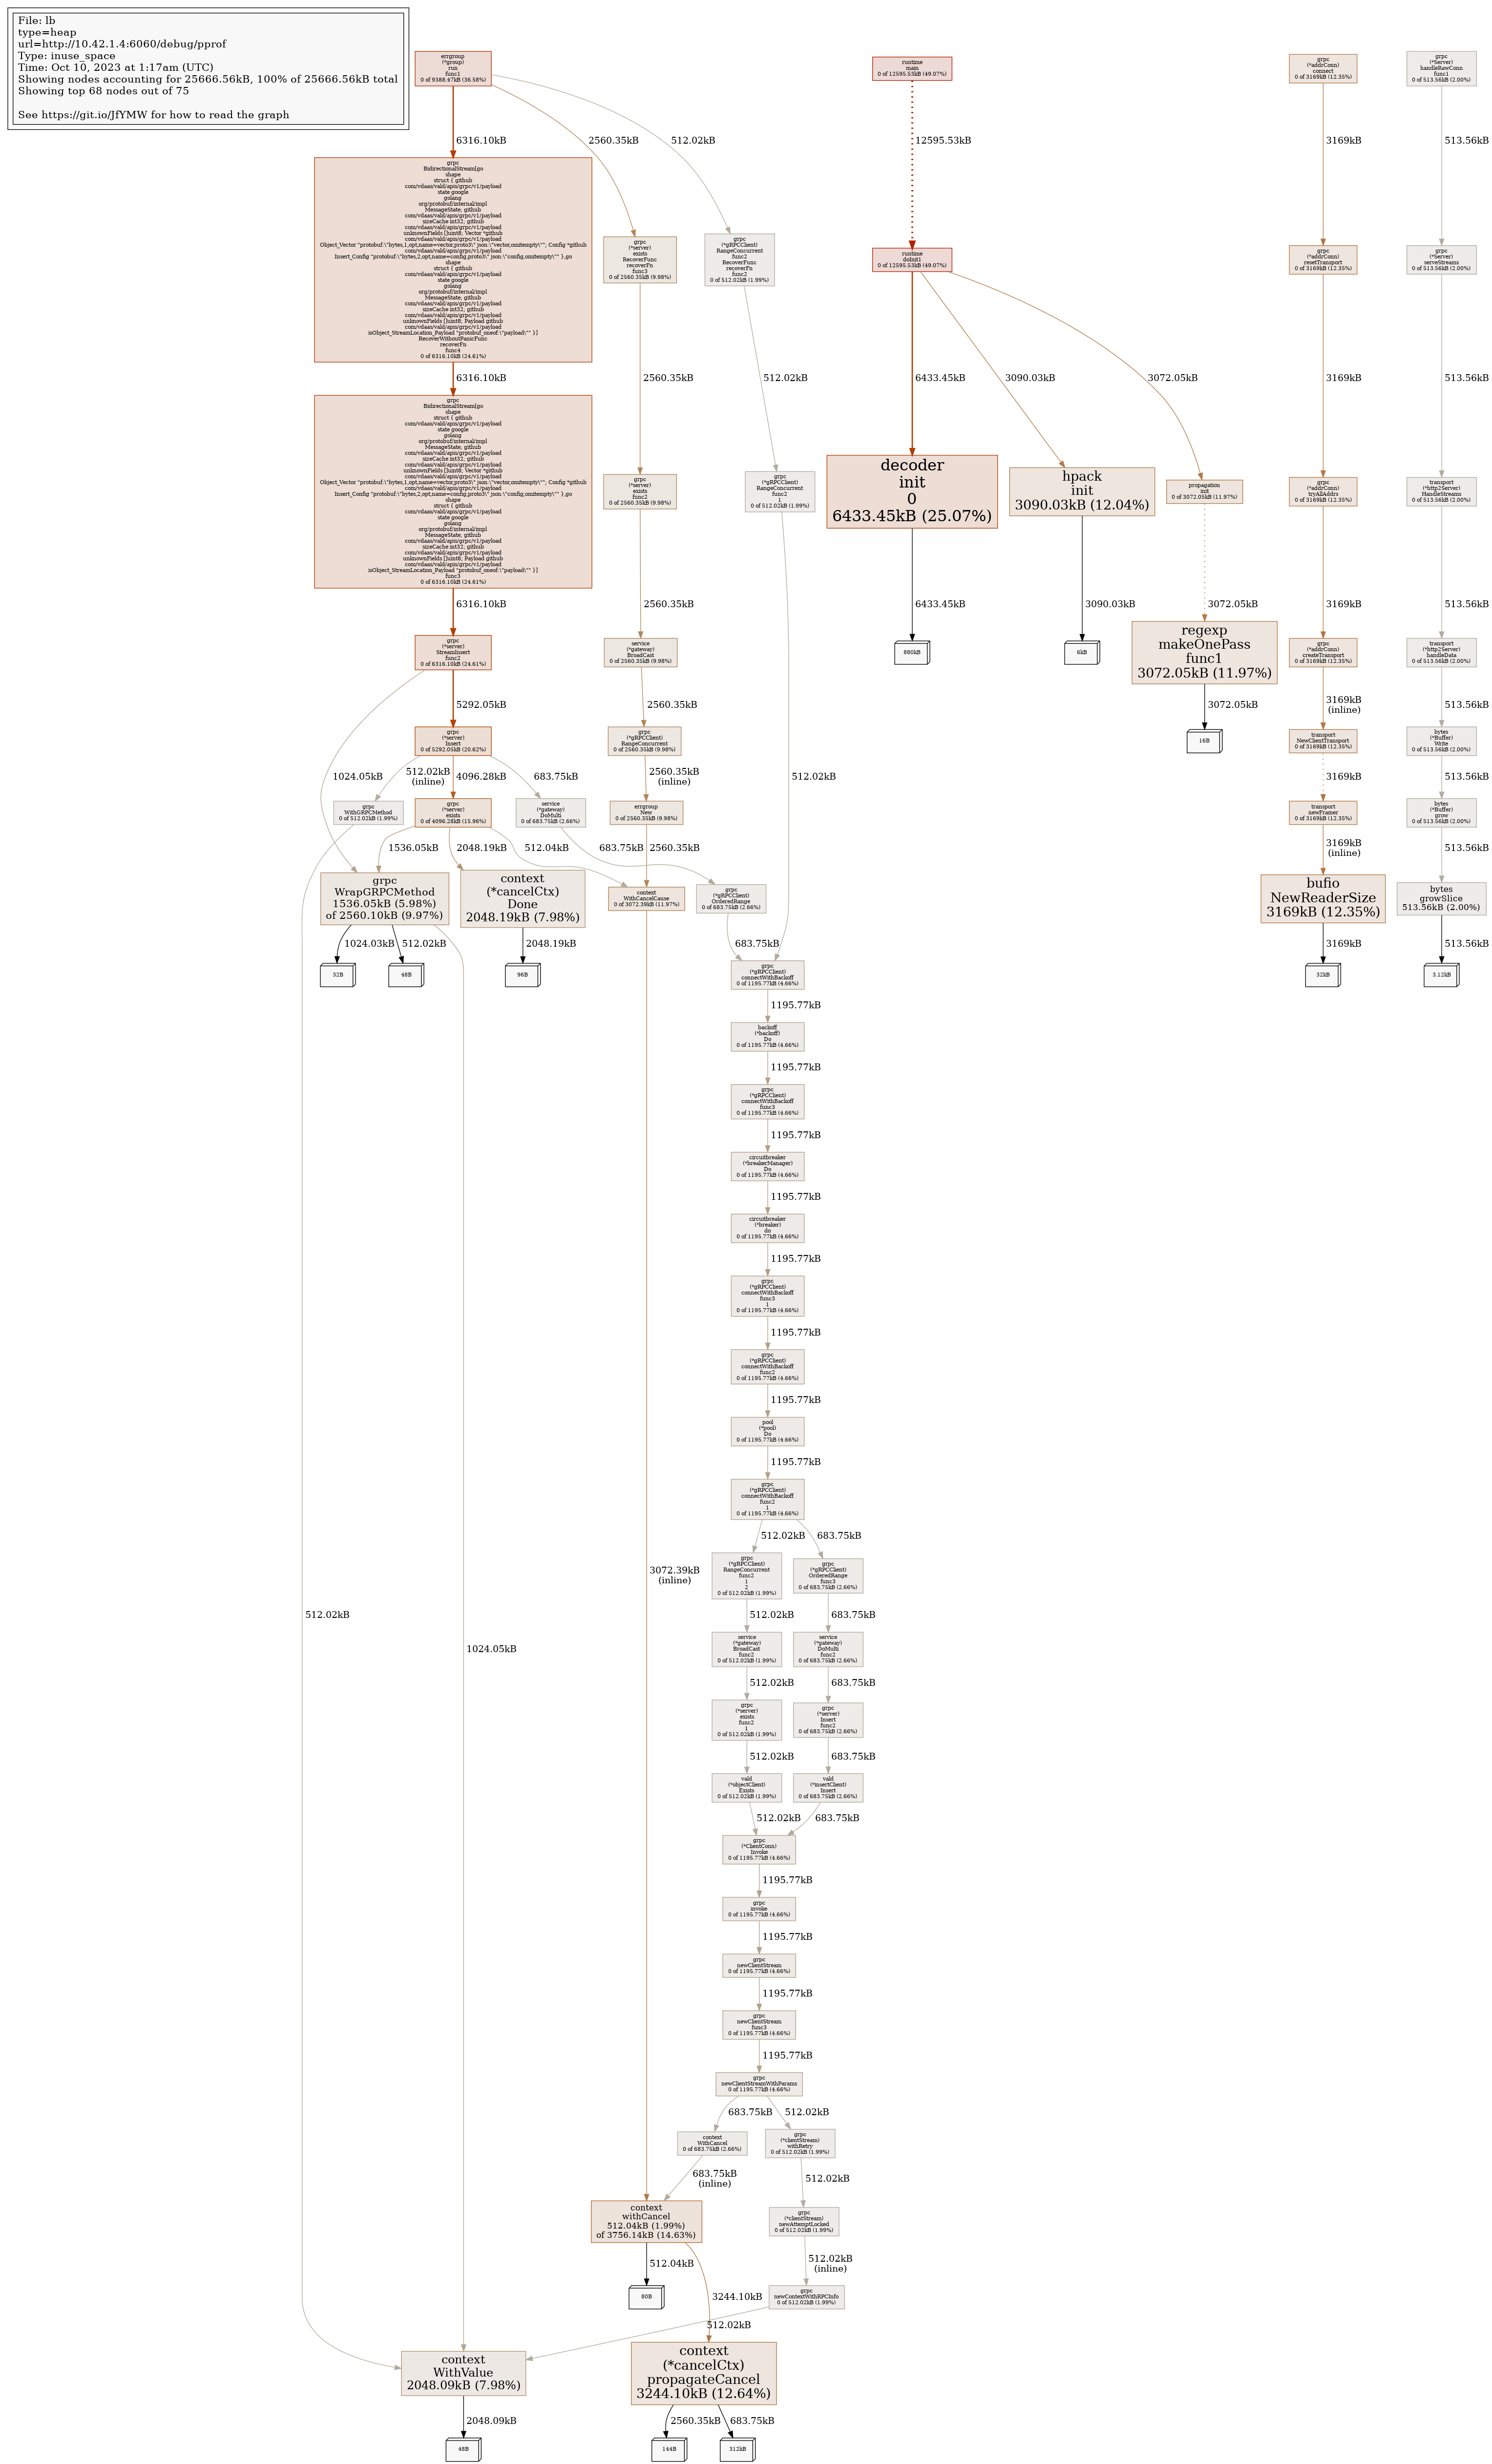 File: lb
type=heap
url=http://10.42.1.4:6060/debug/pprof
Type: inuse_space
Time: Oct 10, 2023 at 1:17am (UTC)
Showing nodes accounting for 25666.56kB, 100% of 25666.56kB total
Showing top 68 nodes out of 75
See https://git.io/JfYMW for how to read the graph
errgroup
(*group)
run
func1
0 of 9388.47kB (36.58%)
runtime
main
0 of 12595.53kB (49.07%)
grpc
(*addrConn)
connect
0 of 3169kB (12.35%)
grpc
(*Server)
handleRawConn
func1
0 of 513.56kB (2.00%)
6316.10kB
2560.35kB
512.02kB
12595.53kB
3169kB
513.56kB
grpc
BidirectionalStream[go
shape
struct { github
com/vdaas/vald/apis/grpc/v1/payload
state google
golang
org/protobuf/internal/impl
MessageState; github
com/vdaas/vald/apis/grpc/v1/payload
sizeCache int32; github
com/vdaas/vald/apis/grpc/v1/payload
unknownFields []uint8; Vector *github
com/vdaas/vald/apis/grpc/v1/payload
Object_Vector "protobuf:\"bytes,1,opt,name=vector,proto3\" json:\"vector,omitempty\""; Config *github
com/vdaas/vald/apis/grpc/v1/payload
Insert_Config "protobuf:\"bytes,2,opt,name=config,proto3\" json:\"config,omitempty\"" },go
shape
struct { github
com/vdaas/vald/apis/grpc/v1/payload
state google
golang
org/protobuf/internal/impl
MessageState; github
com/vdaas/vald/apis/grpc/v1/payload
sizeCache int32; github
com/vdaas/vald/apis/grpc/v1/payload
unknownFields []uint8; Payload github
com/vdaas/vald/apis/grpc/v1/payload
isObject_StreamLocation_Payload "protobuf_oneof:\"payload\"" }]
RecoverWithoutPanicFunc
recoverFn
func4
0 of 6316.10kB (24.61%)
grpc
(*server)
exists
RecoverFunc
recoverFn
func3
0 of 2560.35kB (9.98%)
grpc
(*gRPCClient)
RangeConcurrent
func2
RecoverFunc
recoverFn
func2
0 of 512.02kB (1.99%)
runtime
doInit1
0 of 12595.53kB (49.07%)
grpc
(*addrConn)
resetTransport
0 of 3169kB (12.35%)
grpc
(*Server)
serveStreams
0 of 513.56kB (2.00%)
6316.10kB
2560.35kB
512.02kB
6433.45kB
3090.03kB
3072.05kB
3169kB
513.56kB
grpc
BidirectionalStream[go
shape
struct { github
com/vdaas/vald/apis/grpc/v1/payload
state google
golang
org/protobuf/internal/impl
MessageState; github
com/vdaas/vald/apis/grpc/v1/payload
sizeCache int32; github
com/vdaas/vald/apis/grpc/v1/payload
unknownFields []uint8; Vector *github
com/vdaas/vald/apis/grpc/v1/payload
Object_Vector "protobuf:\"bytes,1,opt,name=vector,proto3\" json:\"vector,omitempty\""; Config *github
com/vdaas/vald/apis/grpc/v1/payload
Insert_Config "protobuf:\"bytes,2,opt,name=config,proto3\" json:\"config,omitempty\"" },go
shape
struct { github
com/vdaas/vald/apis/grpc/v1/payload
state google
golang
org/protobuf/internal/impl
MessageState; github
com/vdaas/vald/apis/grpc/v1/payload
sizeCache int32; github
com/vdaas/vald/apis/grpc/v1/payload
unknownFields []uint8; Payload github
com/vdaas/vald/apis/grpc/v1/payload
isObject_StreamLocation_Payload "protobuf_oneof:\"payload\"" }]
func3
0 of 6316.10kB (24.61%)
grpc
(*server)
exists
func2
0 of 2560.35kB (9.98%)
grpc
(*gRPCClient)
RangeConcurrent
func2
1
0 of 512.02kB (1.99%)
decoder
init
0
6433.45kB (25.07%)
hpack
init
3090.03kB (12.04%)
propagation
init
0 of 3072.05kB (11.97%)
grpc
(*addrConn)
tryAllAddrs
0 of 3169kB (12.35%)
transport
(*http2Server)
HandleStreams
0 of 513.56kB (2.00%)
6316.10kB
2560.35kB
6433.45kB
3090.03kB
3072.05kB
3169kB
513.56kB
grpc
(*server)
StreamInsert
func2
0 of 6316.10kB (24.61%)
service
(*gateway)
BroadCast
0 of 2560.35kB (9.98%)
880kB
6kB
regexp
makeOnePass
func1
3072.05kB (11.97%)
grpc
(*addrConn)
createTransport
0 of 3169kB (12.35%)
transport
(*http2Server)
handleData
0 of 513.56kB (2.00%)
5292.05kB
2560.35kB
3072.05kB
3169kB
(inline)
513.56kB
grpc
(*server)
Insert
0 of 5292.05kB (20.62%)
grpc
(*gRPCClient)
RangeConcurrent
0 of 2560.35kB (9.98%)
16B
transport
NewClientTransport
0 of 3169kB (12.35%)
bytes
(*Buffer)
Write
0 of 513.56kB (2.00%)
1024.05kB
512.02kB
(inline)
4096.28kB
683.75kB
2560.35kB
(inline)
512.02kB
3169kB
513.56kB
grpc
WithGRPCMethod
0 of 512.02kB (1.99%)
grpc
(*server)
exists
0 of 4096.28kB (15.96%)
service
(*gateway)
DoMulti
0 of 683.75kB (2.66%)
errgroup
New
0 of 2560.35kB (9.98%)
transport
newFramer
0 of 3169kB (12.35%)
bytes
(*Buffer)
grow
0 of 513.56kB (2.00%)
1536.05kB
2048.19kB
512.04kB
683.75kB
2560.35kB
3169kB
(inline)
513.56kB
grpc
WrapGRPCMethod
1536.05kB (5.98%)
of 2560.10kB (9.97%)
context
(*cancelCtx)
Done
2048.19kB (7.98%)
context
WithCancelCause
0 of 3072.39kB (11.97%)
grpc
(*gRPCClient)
OrderedRange
0 of 683.75kB (2.66%)
bufio
NewReaderSize
3169kB (12.35%)
bytes
growSlice
513.56kB (2.00%)
1024.03kB
512.02kB
2048.19kB
683.75kB
3169kB
513.56kB
32B
48B
96B
grpc
(*gRPCClient)
connectWithBackoff
0 of 1195.77kB (4.66%)
32kB
3.12kB
1195.77kB
backoff
(*backoff)
Do
0 of 1195.77kB (4.66%)
1195.77kB
grpc
(*gRPCClient)
connectWithBackoff
func3
0 of 1195.77kB (4.66%)
1195.77kB
circuitbreaker
(*breakerManager)
Do
0 of 1195.77kB (4.66%)
1195.77kB
circuitbreaker
(*breaker)
do
0 of 1195.77kB (4.66%)
1195.77kB
grpc
(*gRPCClient)
connectWithBackoff
func3
1
0 of 1195.77kB (4.66%)
1195.77kB
grpc
(*gRPCClient)
connectWithBackoff
func2
0 of 1195.77kB (4.66%)
1195.77kB
pool
(*pool)
Do
0 of 1195.77kB (4.66%)
1195.77kB
grpc
(*gRPCClient)
connectWithBackoff
func2
1
0 of 1195.77kB (4.66%)
512.02kB
683.75kB
3072.39kB
(inline)
grpc
(*gRPCClient)
RangeConcurrent
func2
1
2
0 of 512.02kB (1.99%)
grpc
(*gRPCClient)
OrderedRange
func3
0 of 683.75kB (2.66%)
512.02kB
512.02kB
683.75kB
1024.05kB
service
(*gateway)
BroadCast
func2
0 of 512.02kB (1.99%)
service
(*gateway)
DoMulti
func2
0 of 683.75kB (2.66%)
512.02kB
683.75kB
grpc
(*server)
exists
func2
1
0 of 512.02kB (1.99%)
grpc
(*server)
Insert
func2
0 of 683.75kB (2.66%)
512.02kB
683.75kB
vald
(*objectClient)
Exists
0 of 512.02kB (1.99%)
vald
(*insertClient)
Insert
0 of 683.75kB (2.66%)
512.02kB
683.75kB
grpc
(*ClientConn)
Invoke
0 of 1195.77kB (4.66%)
1195.77kB
grpc
invoke
0 of 1195.77kB (4.66%)
1195.77kB
grpc
newClientStream
0 of 1195.77kB (4.66%)
1195.77kB
grpc
newClientStream
func3
0 of 1195.77kB (4.66%)
1195.77kB
grpc
newClientStreamWithParams
0 of 1195.77kB (4.66%)
683.75kB
512.02kB
context
WithCancel
0 of 683.75kB (2.66%)
grpc
(*clientStream)
withRetry
0 of 512.02kB (1.99%)
683.75kB
(inline)
512.02kB
context
withCancel
512.04kB (1.99%)
of 3756.14kB (14.63%)
grpc
(*clientStream)
newAttemptLocked
0 of 512.02kB (1.99%)
512.04kB
3244.10kB
512.02kB
(inline)
80B
grpc
newContextWithRPCInfo
0 of 512.02kB (1.99%)
512.02kB
context
WithValue
2048.09kB (7.98%)
context
(*cancelCtx)
propagateCancel
3244.10kB (12.64%)
2048.09kB
2560.35kB
683.75kB
48B
144B
312kB